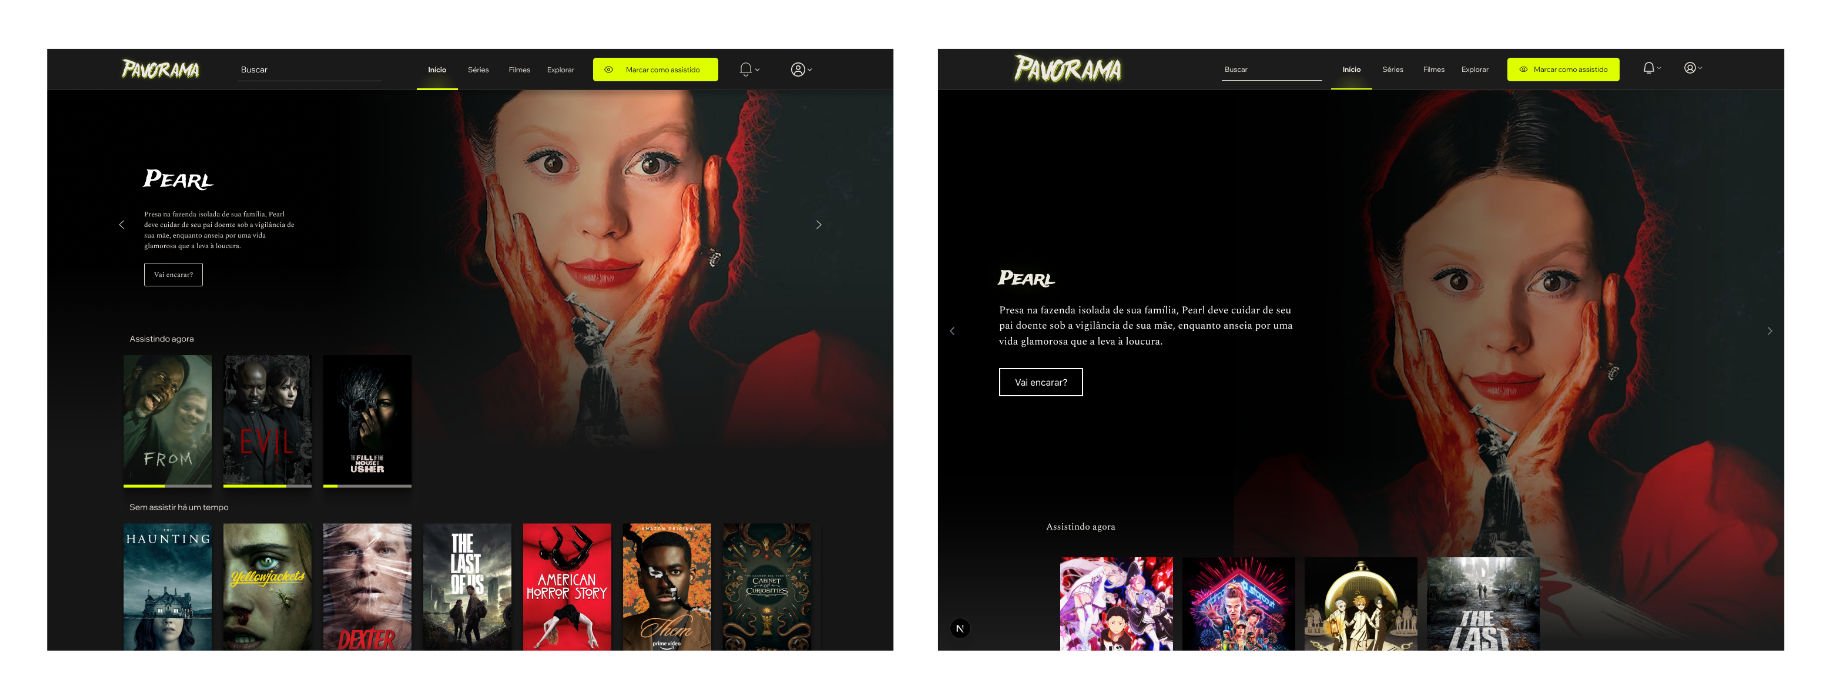 PAVORAMA
Buscar
Início
Séries
Filmes
Explorar
Marcar como assistido
PEARL
Presa na fazenda isolada de sua família, Pearl
deve cuidar de seu pai doente sob a vigilância de
sua mãe, enquanto anseia por uma vida
glamorosa que a leva à loucura.
Vai encarar?
Assistindo agora
FROM
EVIL
THE FALL OF THE
HOUSE OF
USHER
Sem assistir há um tempo
THE
HAUNTING
Yellowjackets
DEXTER
THE
LAST
OF US
AMERICAN
HORROR STORY
AMAZON ORIGINAL
Them
prime video
CABINET
OF
CURIOSITIES
PAVORAMA
Buscar
Início
Séries
Filmes
Explorar
Marcar como assistido
PEARL
Presa na fazenda isolada de sua família, Pearl deve cuidar de seu
pai doente sob a vigilância de sua mãe, enquanto anseia por uma
vida glamorosa que a leva à loucura.
Vai encarar?
Assistindo agora
THE
LAST
N